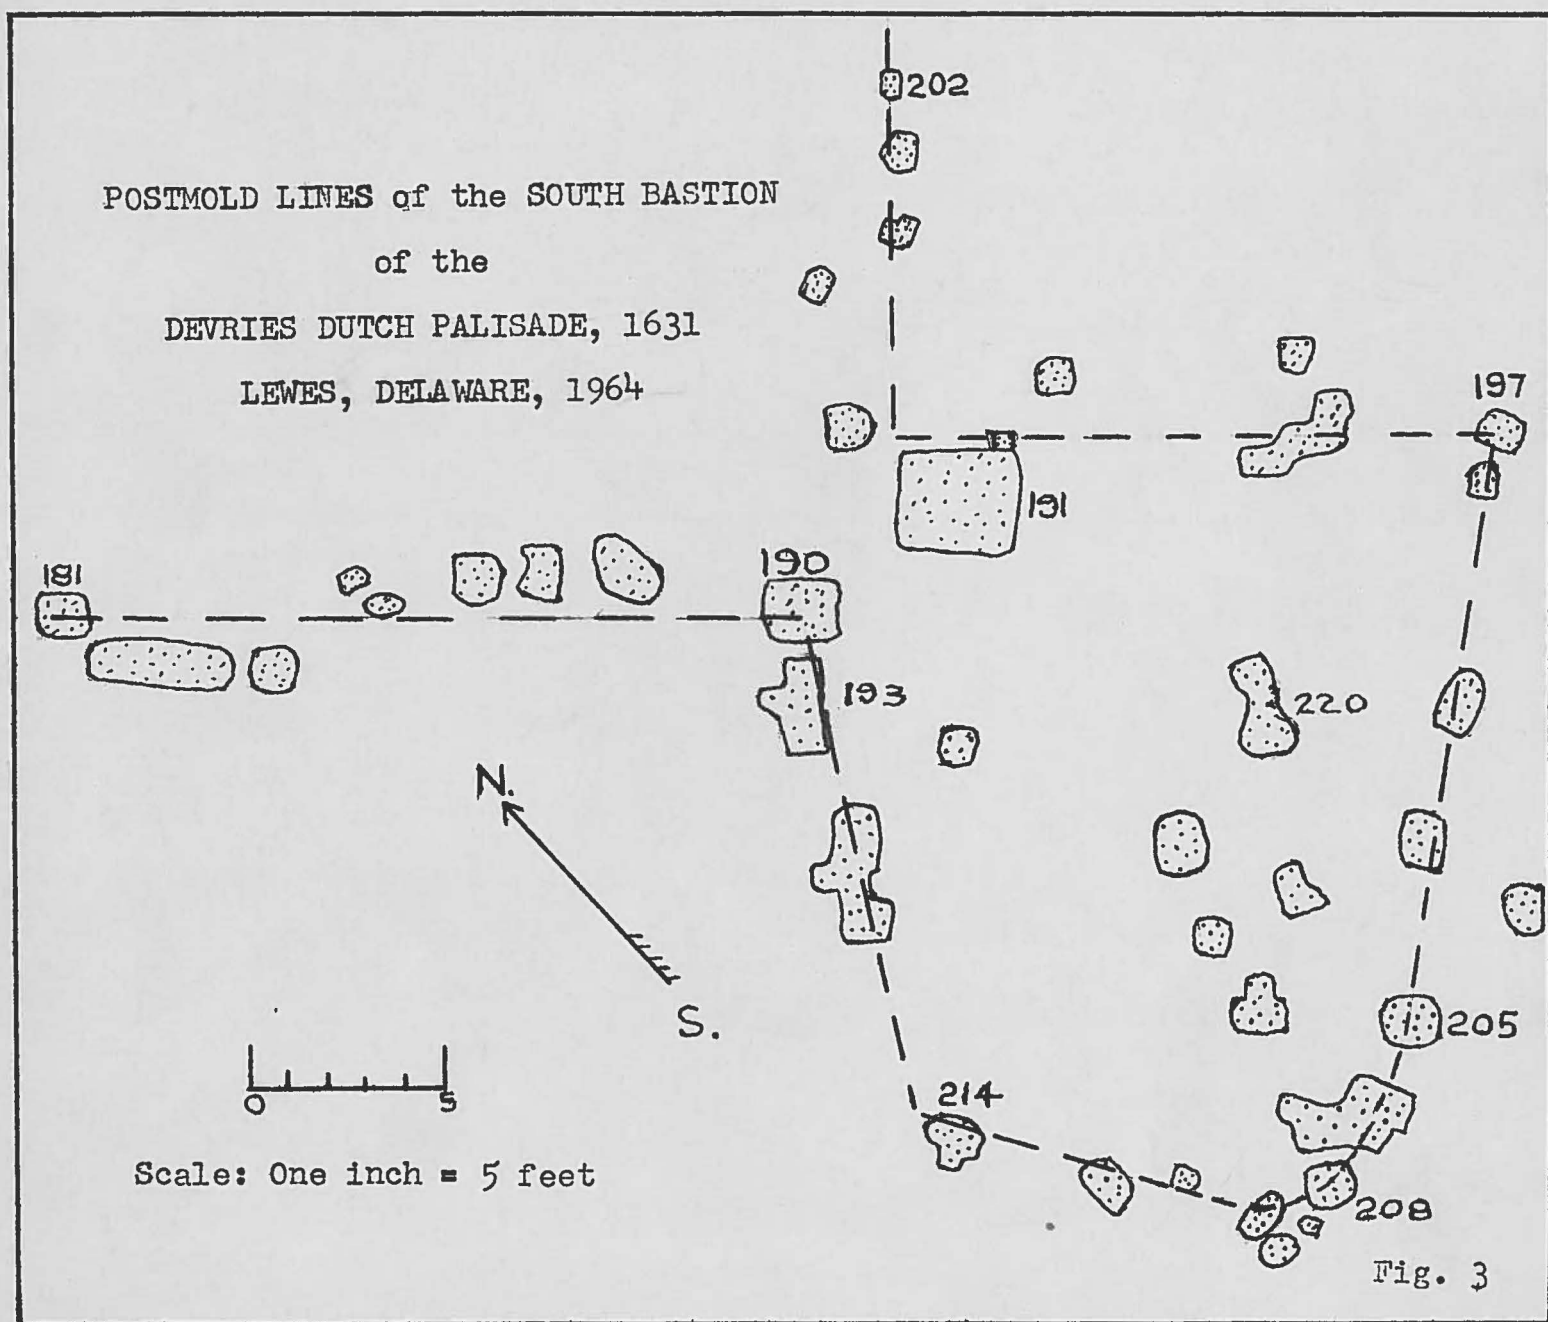 POSTMOLD LINES of the SOUTH BASTION
of the
DEVRIES DUTCH PALISADE, 1631
LEWES, DELAWARE, 1964
202
197
191
181
190
193
220
N.
S.
205
214
208
0 5
Scale: One inch = 5 feet
Fig. 3